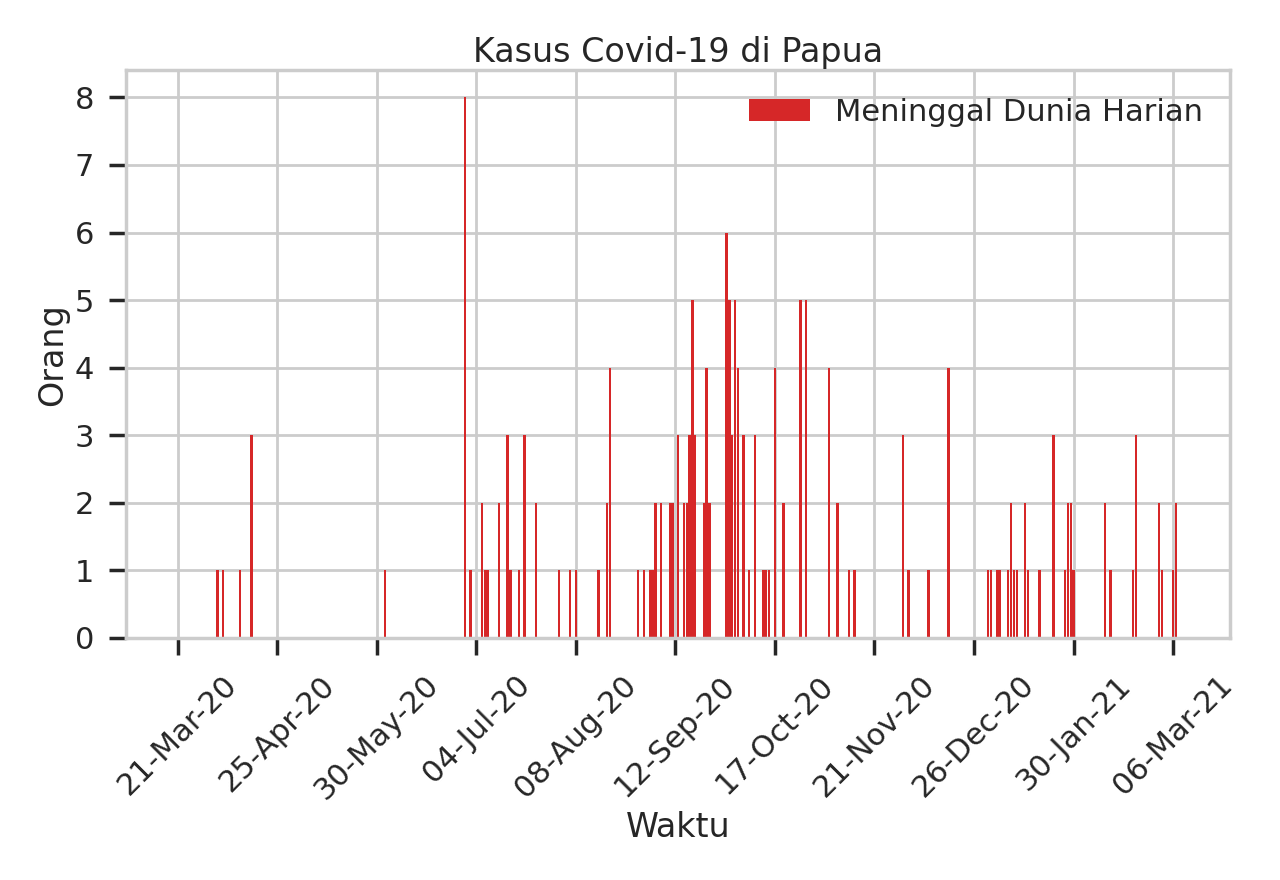 Kasus Covid-19 di Papua
Meninggal Dunia Harian
Orang
8
7
6
5
4
3
2
1
0
21-Mar-20
25-Apr-20
30-May-20
04-Jul-20
08-Aug-20
12-Sep-20
17-Oct-20
21-Nov-20
26-Dec-20
30-Jan-21
06-Mar-21
Waktu